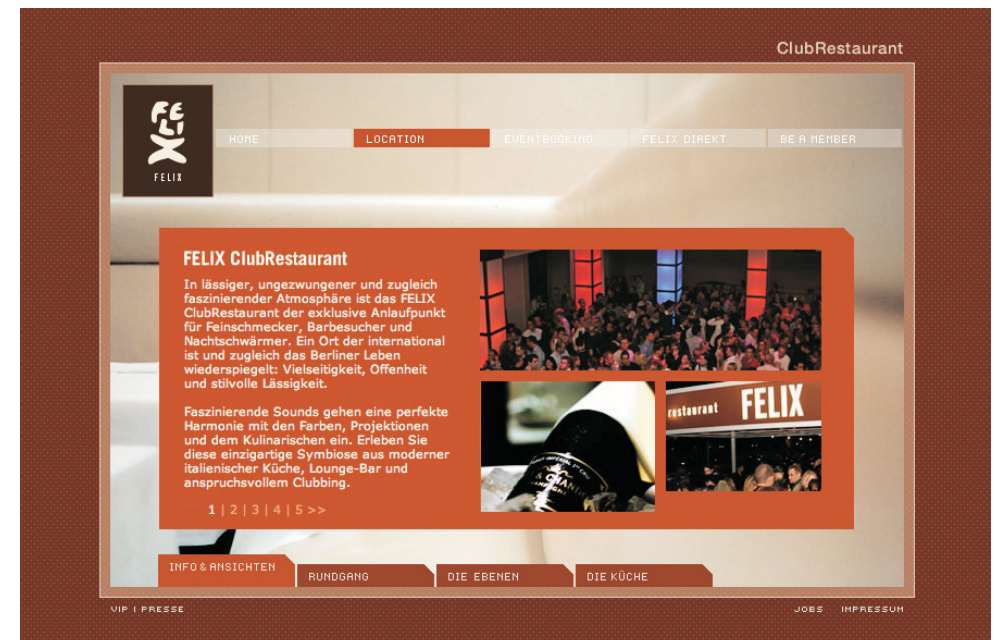 ClubRestaurant
FELIX
FELIX
HOME
LOCATION
EVENTBOOKING
FELIX DIREKT
BE A MEMBER
FELIX ClubRestaurant
In lässiger, ungezwungener und zugleich
faszinierender Atmosphäre ist das FELIX
ClubRestaurant der exklusive Anlaufpunkt
für Feinschmecker, Barbesucher und
Nachtschwärmer. Ein Ort der international
ist und zugleich das Berliner Leben
wiederspiegelt: Vielseitigkeit, Offenheit
und stilvolle Lässigkeit.
Faszinierende Sounds gehen eine perfekte
Harmonie mit den Farben, Projektionen
und dem Kulinarischen ein. Erleben Sie
diese einzigartige Symbiose aus moderner
italienischer Küche, Lounge-Bar und
anspruchsvollem Clubbing.
1 | 2 | 3 | 4 | 5 >>
restaurant FELIX
IMPERIAL
& CHANDON
CHAMPAGNE
INFO & ANSICHTEN
RUNDGANG
DIE EBENEN
DIE KÜCHE
VIP | PRESSE
JOBS
IMPRESSUM